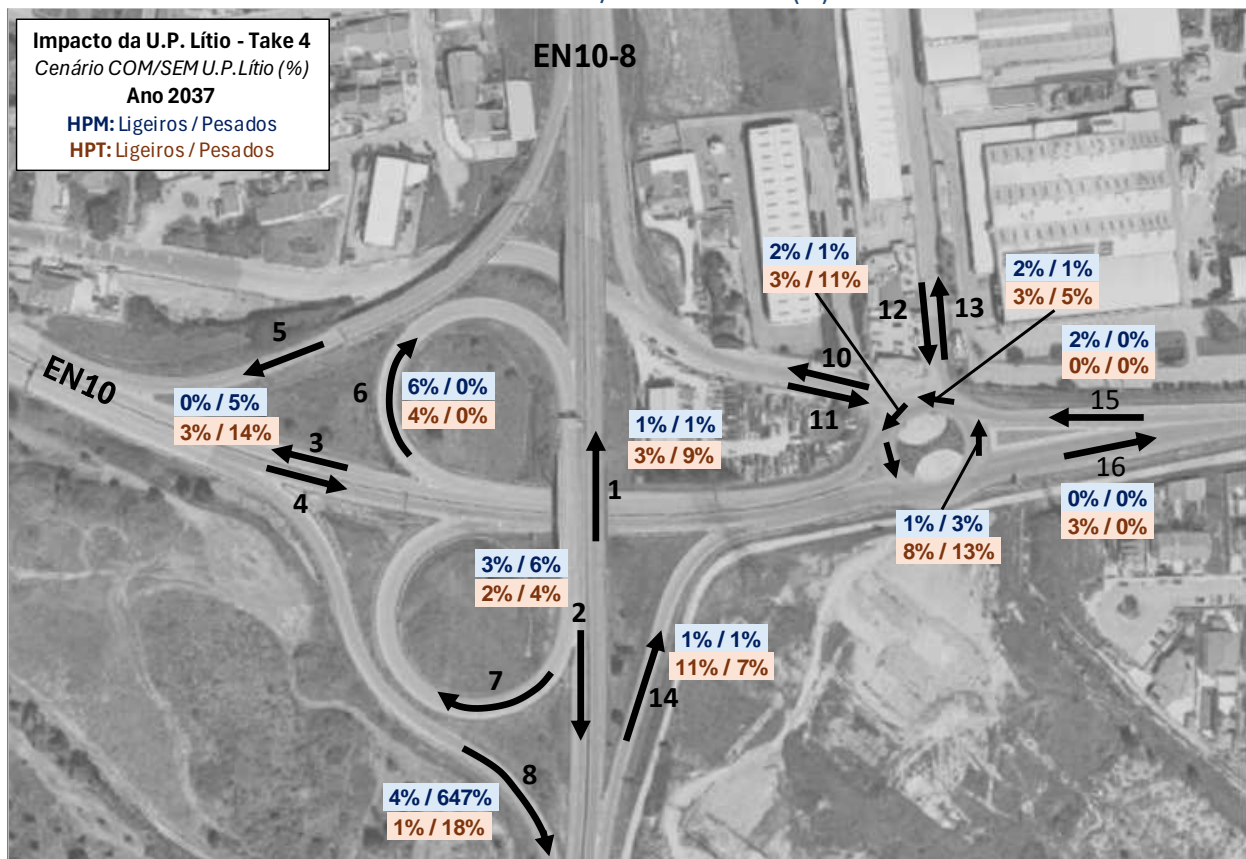 Impacto da U.P. Lítio - Take 4
Cenário COM/SEM U.P.Lítio (%)
Ano 2037
HPM: Ligeiros / Pesados
HPT: Ligeiros / Pesados
EN10-8
EN10
2% / 1%
3% / 11%
2% / 1%
3% / 5%
12
13
2% / 0%
0% / 0%
5
10
11
15
16
6
6% / 0%
4% / 0%
0% / 5%
3% / 14%
3
4
1% / 1%
3% / 9%
1
0% / 0%
3% / 0%
1% / 3%
8% / 13%
3% / 6%
2% / 4%
2
1% / 1%
11% / 7%
7
14
8
4% / 647%
1% / 18%